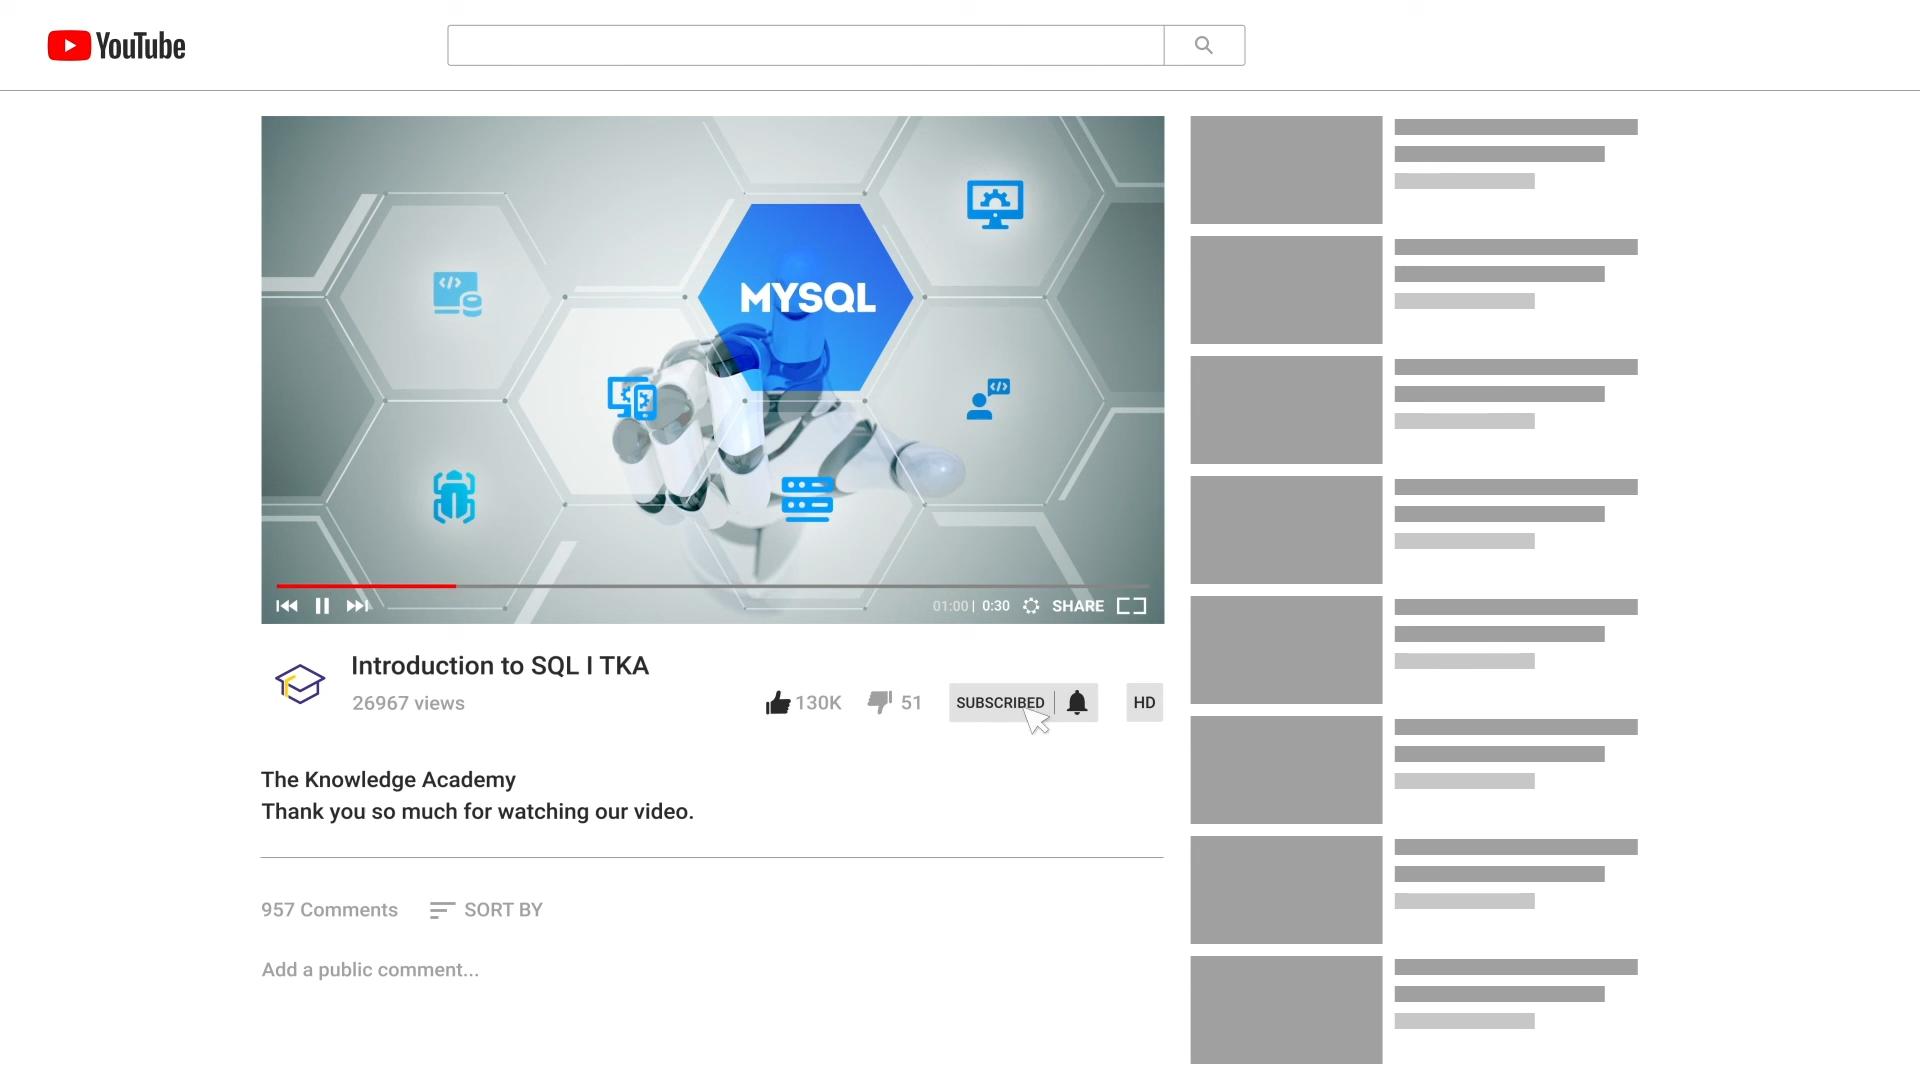 YouTube
MYSQL
01:00 | 0:30 SHARE
Introduction to SQL I TKA
26967 views
130K 51 SUBSCRIBED HD
The Knowledge Academy
Thank you so much for watching our video.
957 Comments SORT BY
Add a public comment...